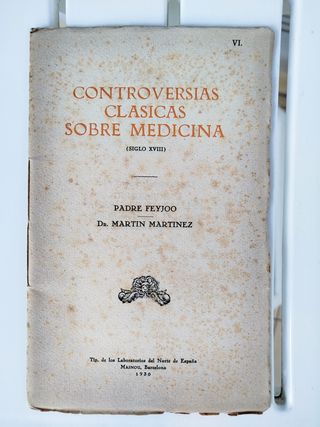 VI.
CONTROVERSIAS
CLASICAS
SOBRE MEDICINA
(SIGLO XVIII)
PADRE FEYJOO
DR. MARTIN MARTINEZ
Tip. de los Laboratorios del Norte de España
MASNOU, Barcelona
1936